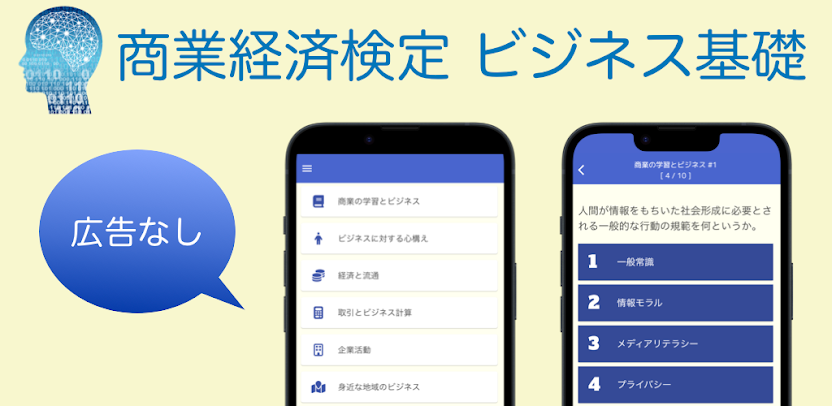 商業経済検定 ビジネス基礎
広告なし
商業の学習とビジネス
ビジネスに対する心構え
経済と流通
取引とビジネス計算
企業活動
身近な地域のビジネス
商業の学習とビジネス #1
[ 4 / 10 ]
人間が情報をもちいた社会形成に必要とさ
れる一般的な行動の規範を何というか。
1 一般常識
2 情報モラル
3 メディアリテラシー
4 プライバシー